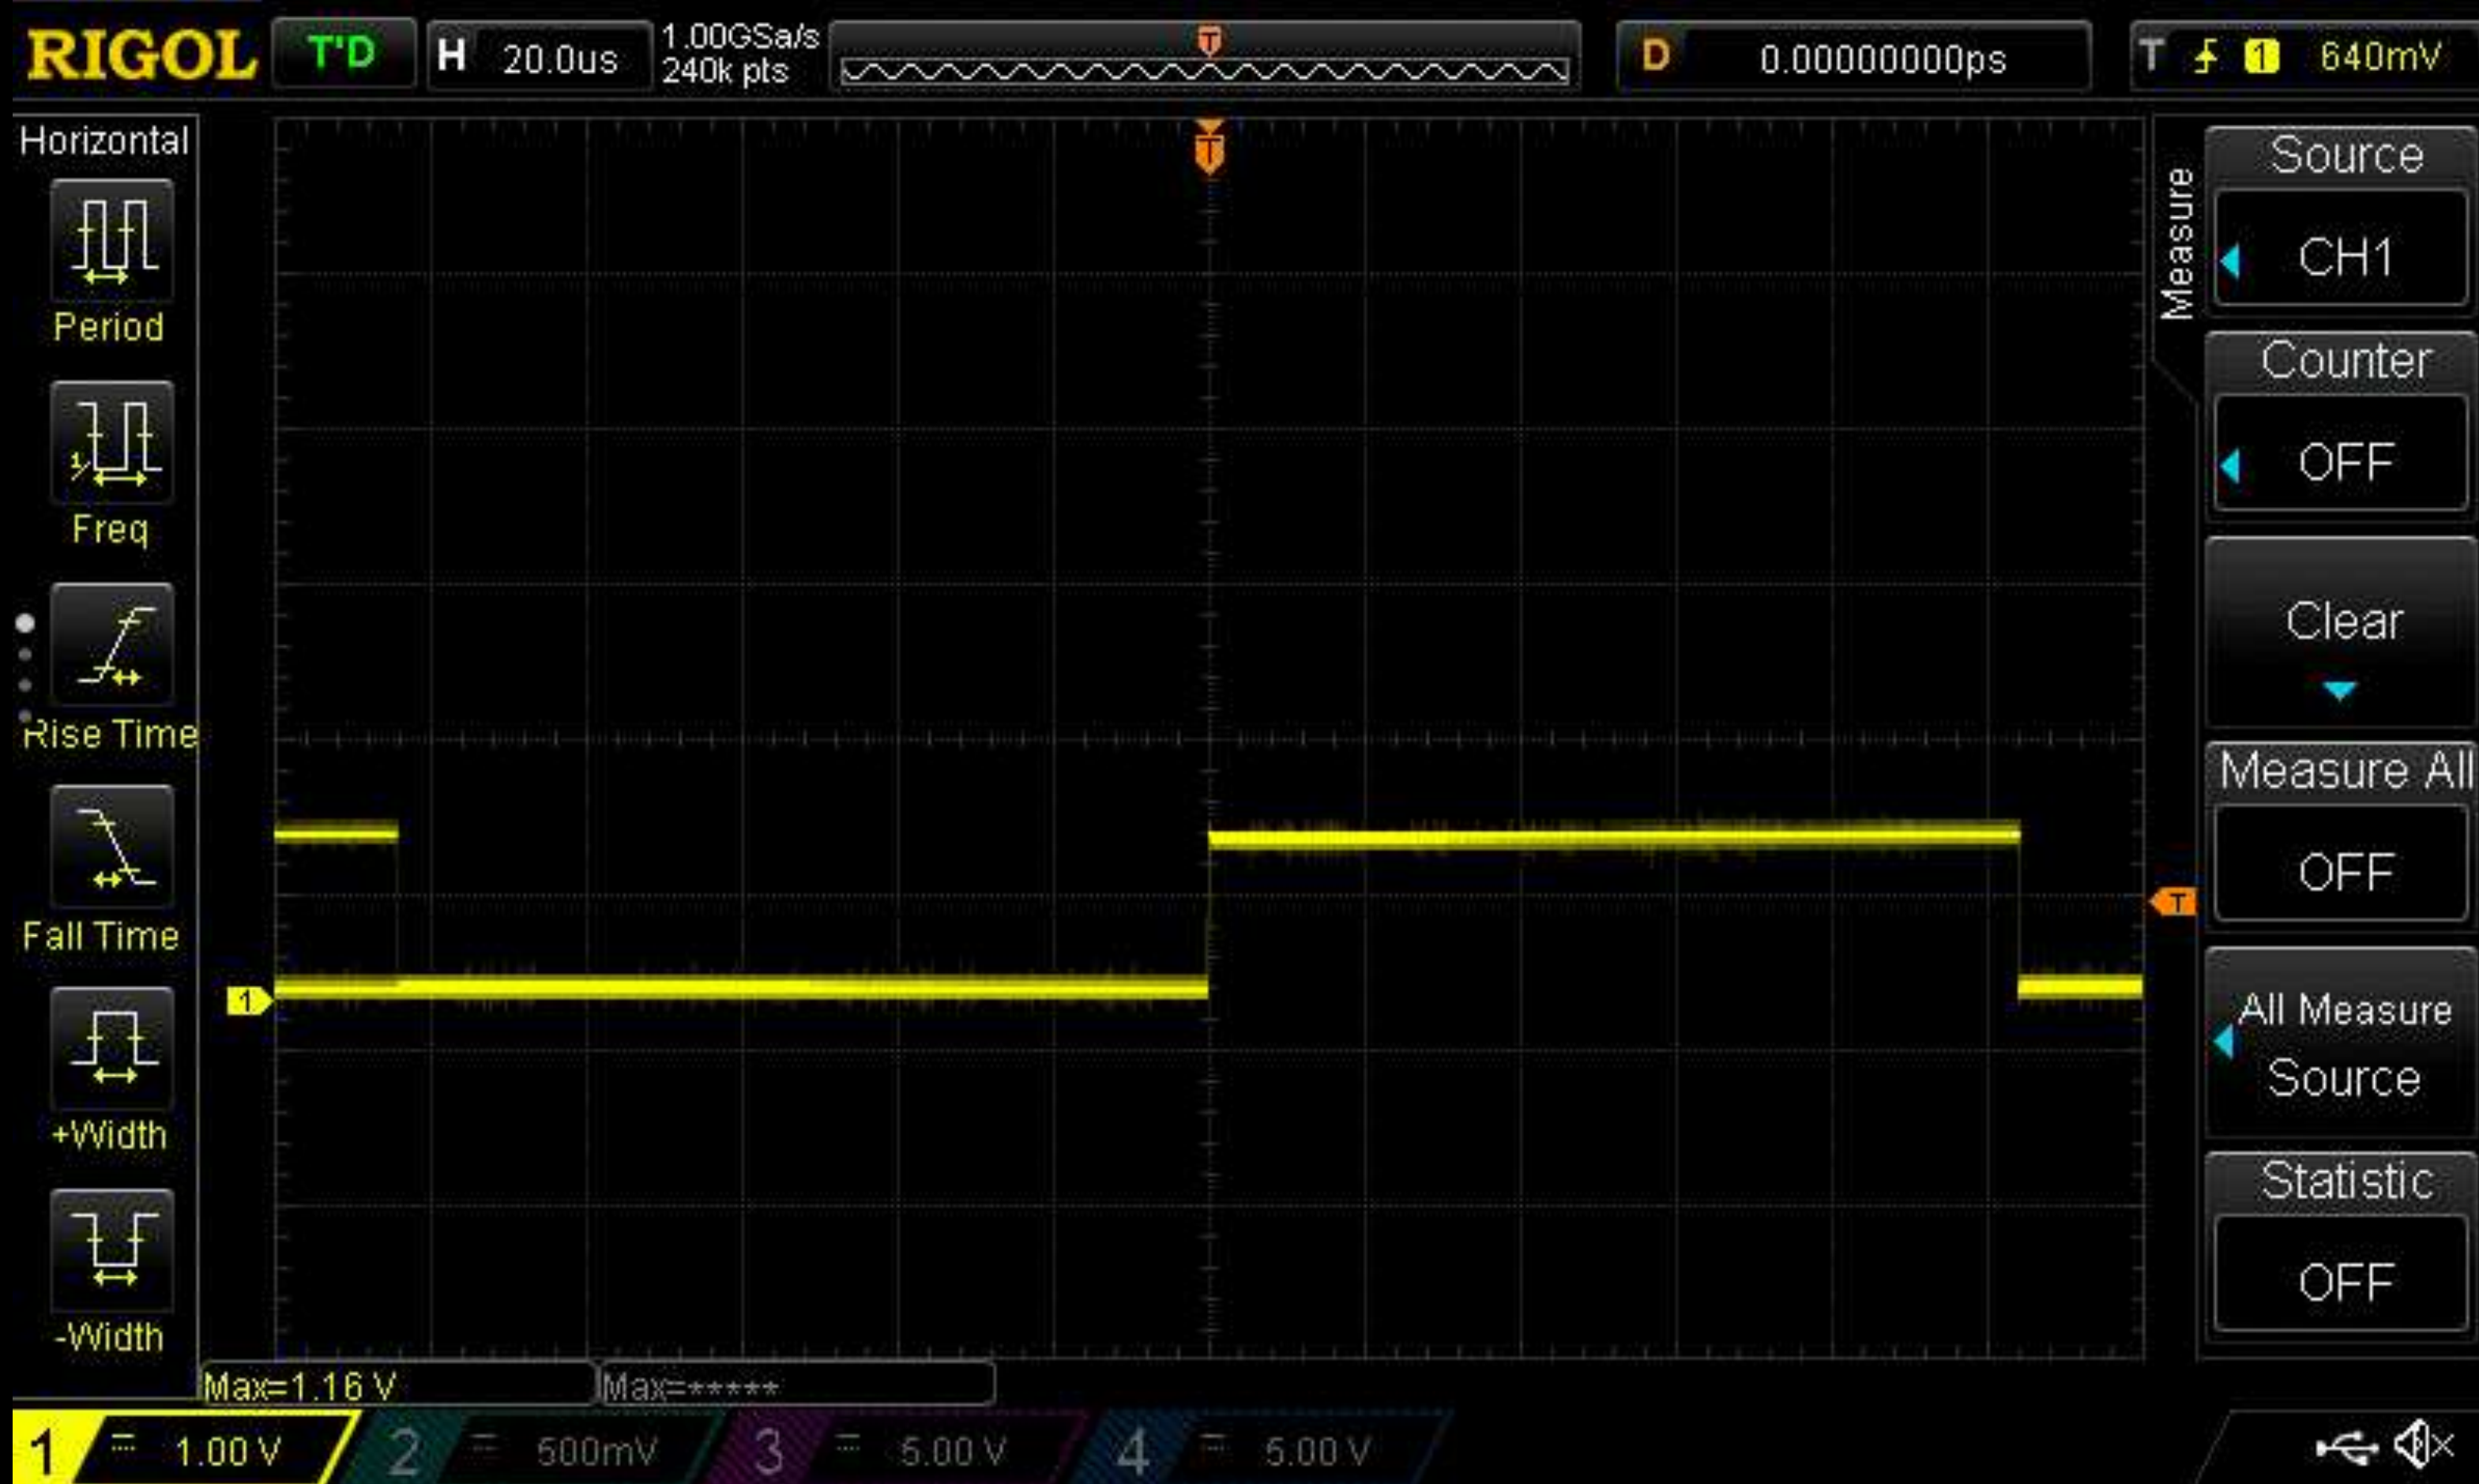 RIGOL T'D H 20.0us 1.00GSa/s 240k pts T D 0.00000000ps T 1 640mV
Horizontal
Period
Freq
Rise Time
Fall Time
+Width
-Width
T
1
T
Measure
Source
CH1
Counter
OFF
Clear
Measure All
OFF
All Measure
Source
Statistic
OFF
Max=1.16 V Max=*****
1 1.00 V 2 500mV 3 5.00 V 4 5.00 V